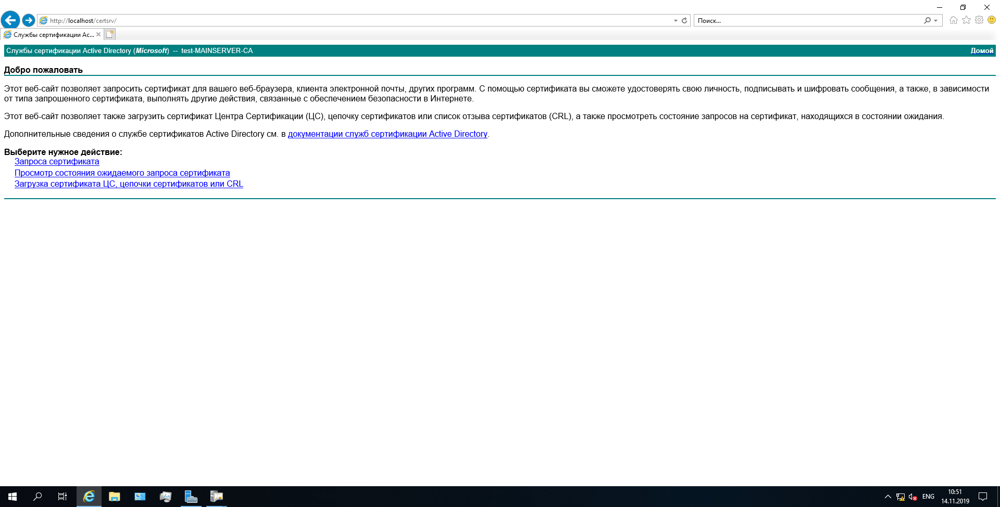 http://localhost/certsrv/
Поиск...
Службы сертификации Ac...
Службы сертификации Active Directory (Microsoft) -- test-MAINSERVER-CA
Домой
Добро пожаловать
Этот веб-сайт позволяет запросить сертификат для вашего веб-браузера, клиента электронной почты, других программ. С помощью сертификата вы сможете удостоверять свою личность, подписывать и шифровать сообщения, а также, в зависимости
от типа запрошенного сертификата, выполнять другие действия, связанные с обеспечением безопасности в Интернете.
Этот веб-сайт позволяет также загрузить сертификат Центра Сертификации (ЦС), цепочку сертификатов или список отзыва сертификатов (CRL), а также просмотреть состояние запросов на сертификат, находящихся в состоянии ожидания.
Дополнительные сведения о службе сертификатов Active Directory см. в документации служб сертификации Active Directory.
Выберите нужное действие:
Запроса сертификата
Просмотр состояния ожидаемого запроса сертификата
Загрузка сертификата ЦС, цепочки сертификатов или CRL
ENG
10:51
14.11.2019